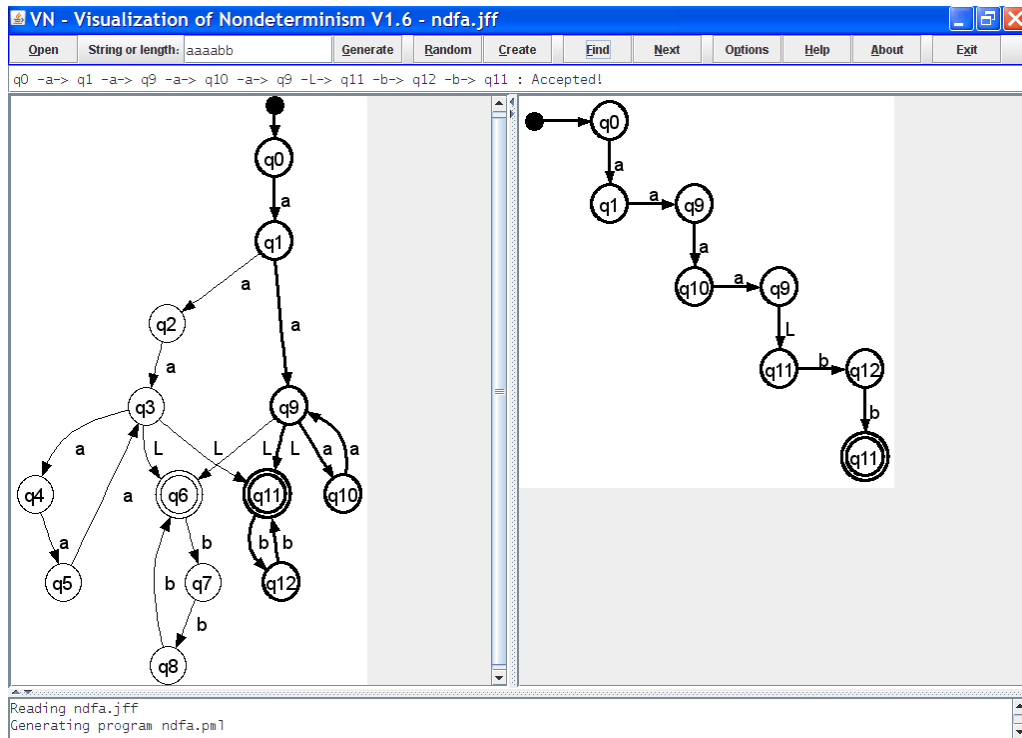 VN - Visualization of Nondeterminism V1.6 - ndfa.jff
Open String or length: aaaabb Generate Random Create Find Next Options Help About Exit
q0 -a-> q1 -a-> q9 -a-> q10 -a-> q9 -L-> q11 -b-> q12 -b-> q11 : Accepted!
q0
a
q1
a
q2
a
a
q3
q9
a
L
L
L
a
a
q4
a
q6
q11
q10
a
b
b
b
q5
b
q7
q12
b
q8
q0
a
q1
a
q9
a
q10
a
q9
L
q11
b
q12
b
q11
Reading ndfa.jff
Generating program ndfa.pml